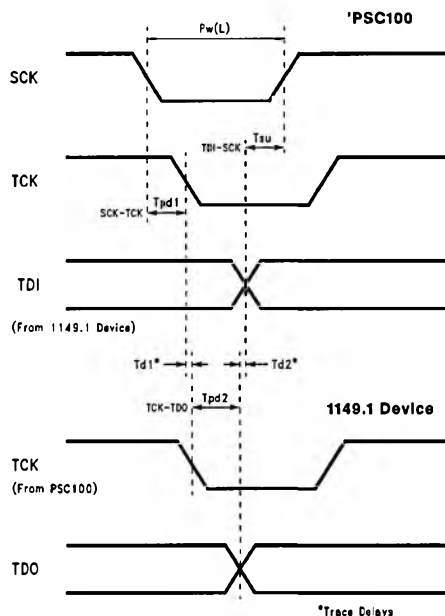 'PSC100
Pw(L)
SCK
TDI-SCK
Tsu
TCK
SCK-TCK
Tpd1
TDI
(From 1149.1 Device)
Td1*
Td2*
TCK-TDO
Tpd2
1149.1 Device
TCK
(From PSC100)
TDO
*Trace Delays